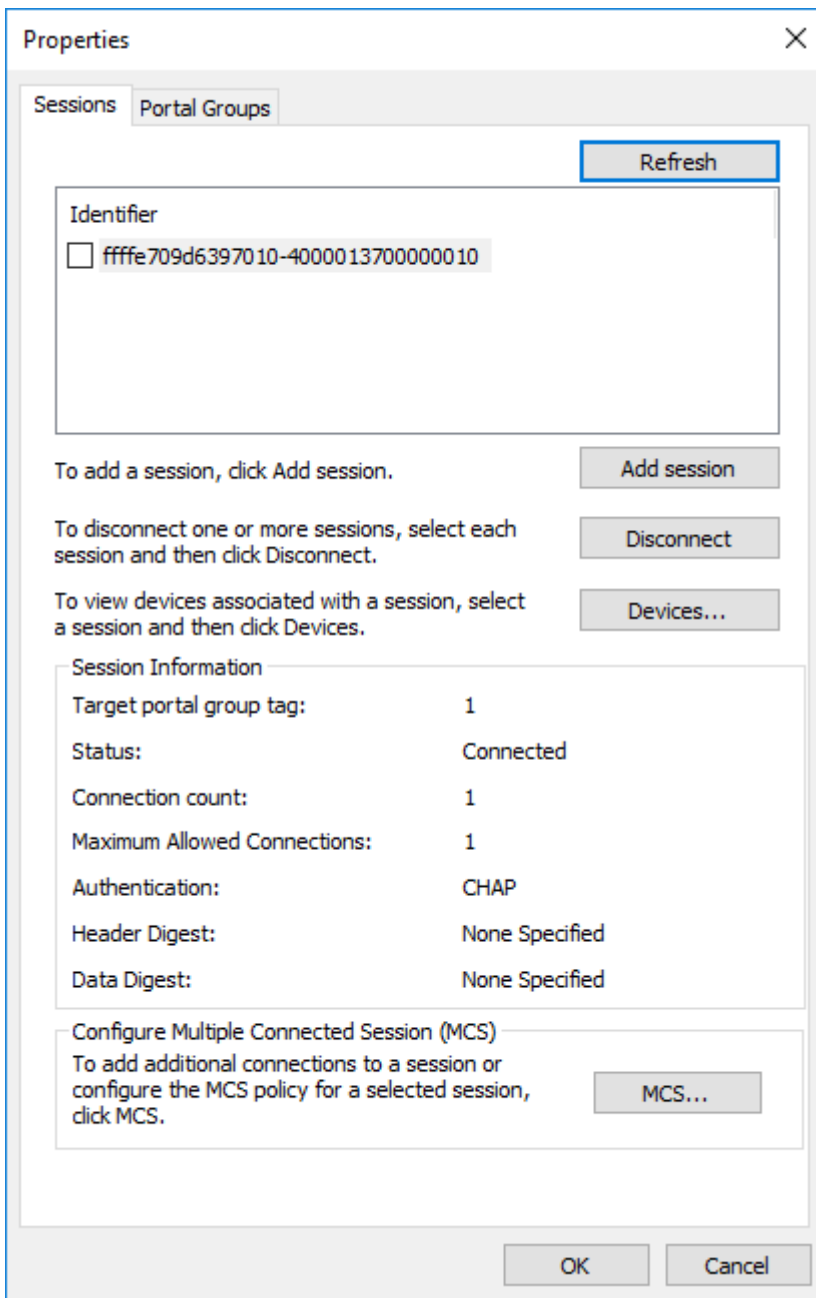 Properties
Sessions
Portal Groups
Refresh
Identifier
ffffe709d6397010-4000013700000010
To add a session, click Add session.
Add session
To disconnect one or more sessions, select each
session and then click Disconnect.
Disconnect
To view devices associated with a session, select
a session and then click Devices.
Devices...
Session Information
Target portal group tag: 1
Status: Connected
Connection count: 1
Maximum Allowed Connections: 1
Authentication: CHAP
Header Digest: None Specified
Data Digest: None Specified
Configure Multiple Connected Session (MCS)
To add additional connections to a session or
configure the MCS policy for a selected session,
click MCS.
MCS...
OK
Cancel